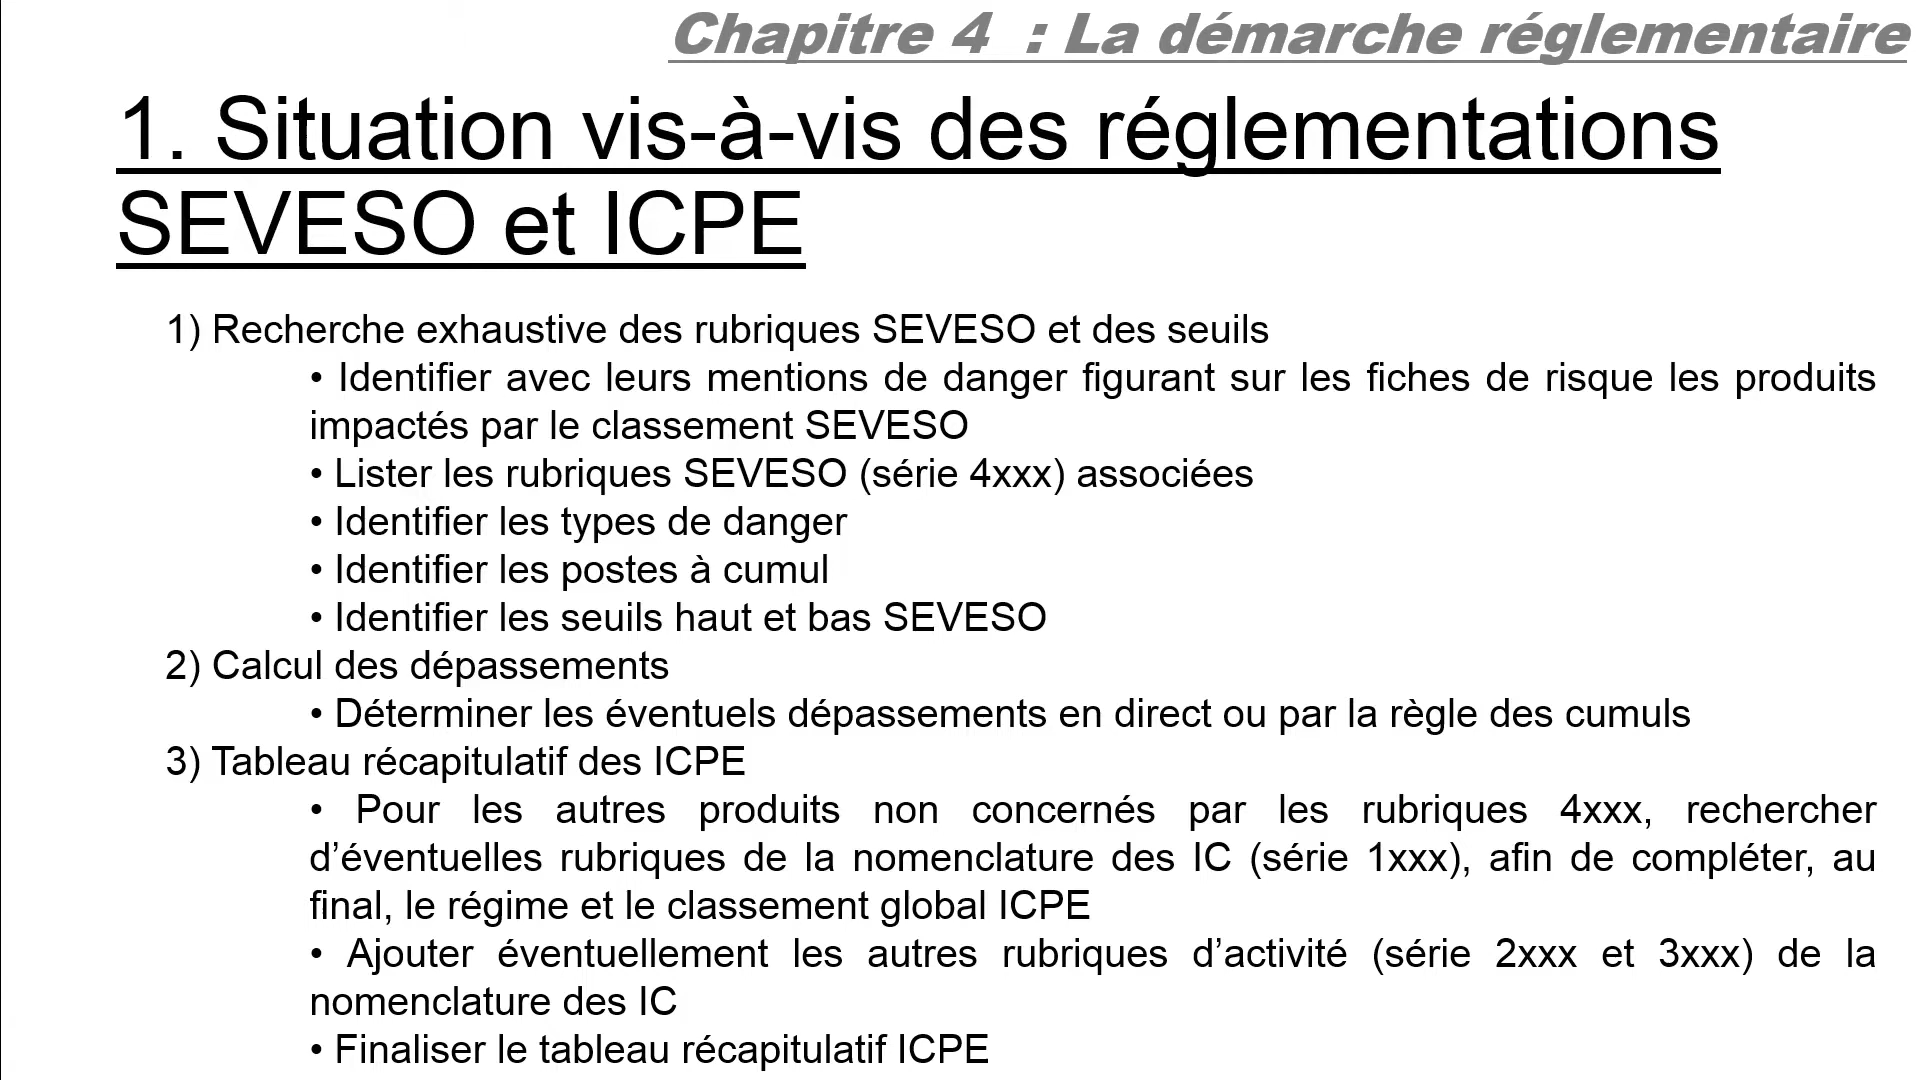 Chapitre 4 : La démarche réglementaire
1. Situation vis-à-vis des réglementations
SEVESO et ICPE
1) Recherche exhaustive des rubriques SEVESO et des seuils
• Identifier avec leurs mentions de danger figurant sur les fiches de risque les produits
impactés par le classement SEVESO
• Lister les rubriques SEVESO (série 4xxx) associées
• Identifier les types de danger
• Identifier les postes à cumul
• Identifier les seuils haut et bas SEVESO
2) Calcul des dépassements
• Déterminer les éventuels dépassements en direct ou par la règle des cumuls
3) Tableau récapitulatif des ICPE
• Pour les autres produits non concernés par les rubriques 4xxx, rechercher
d’éventuelles rubriques de la nomenclature des IC (série 1xxx), afin de compléter, au
final, le régime et le classement global ICPE
• Ajouter éventuellement les autres rubriques d’activité (série 2xxx et 3xxx) de la
nomenclature des IC
• Finaliser le tableau récapitulatif ICPE